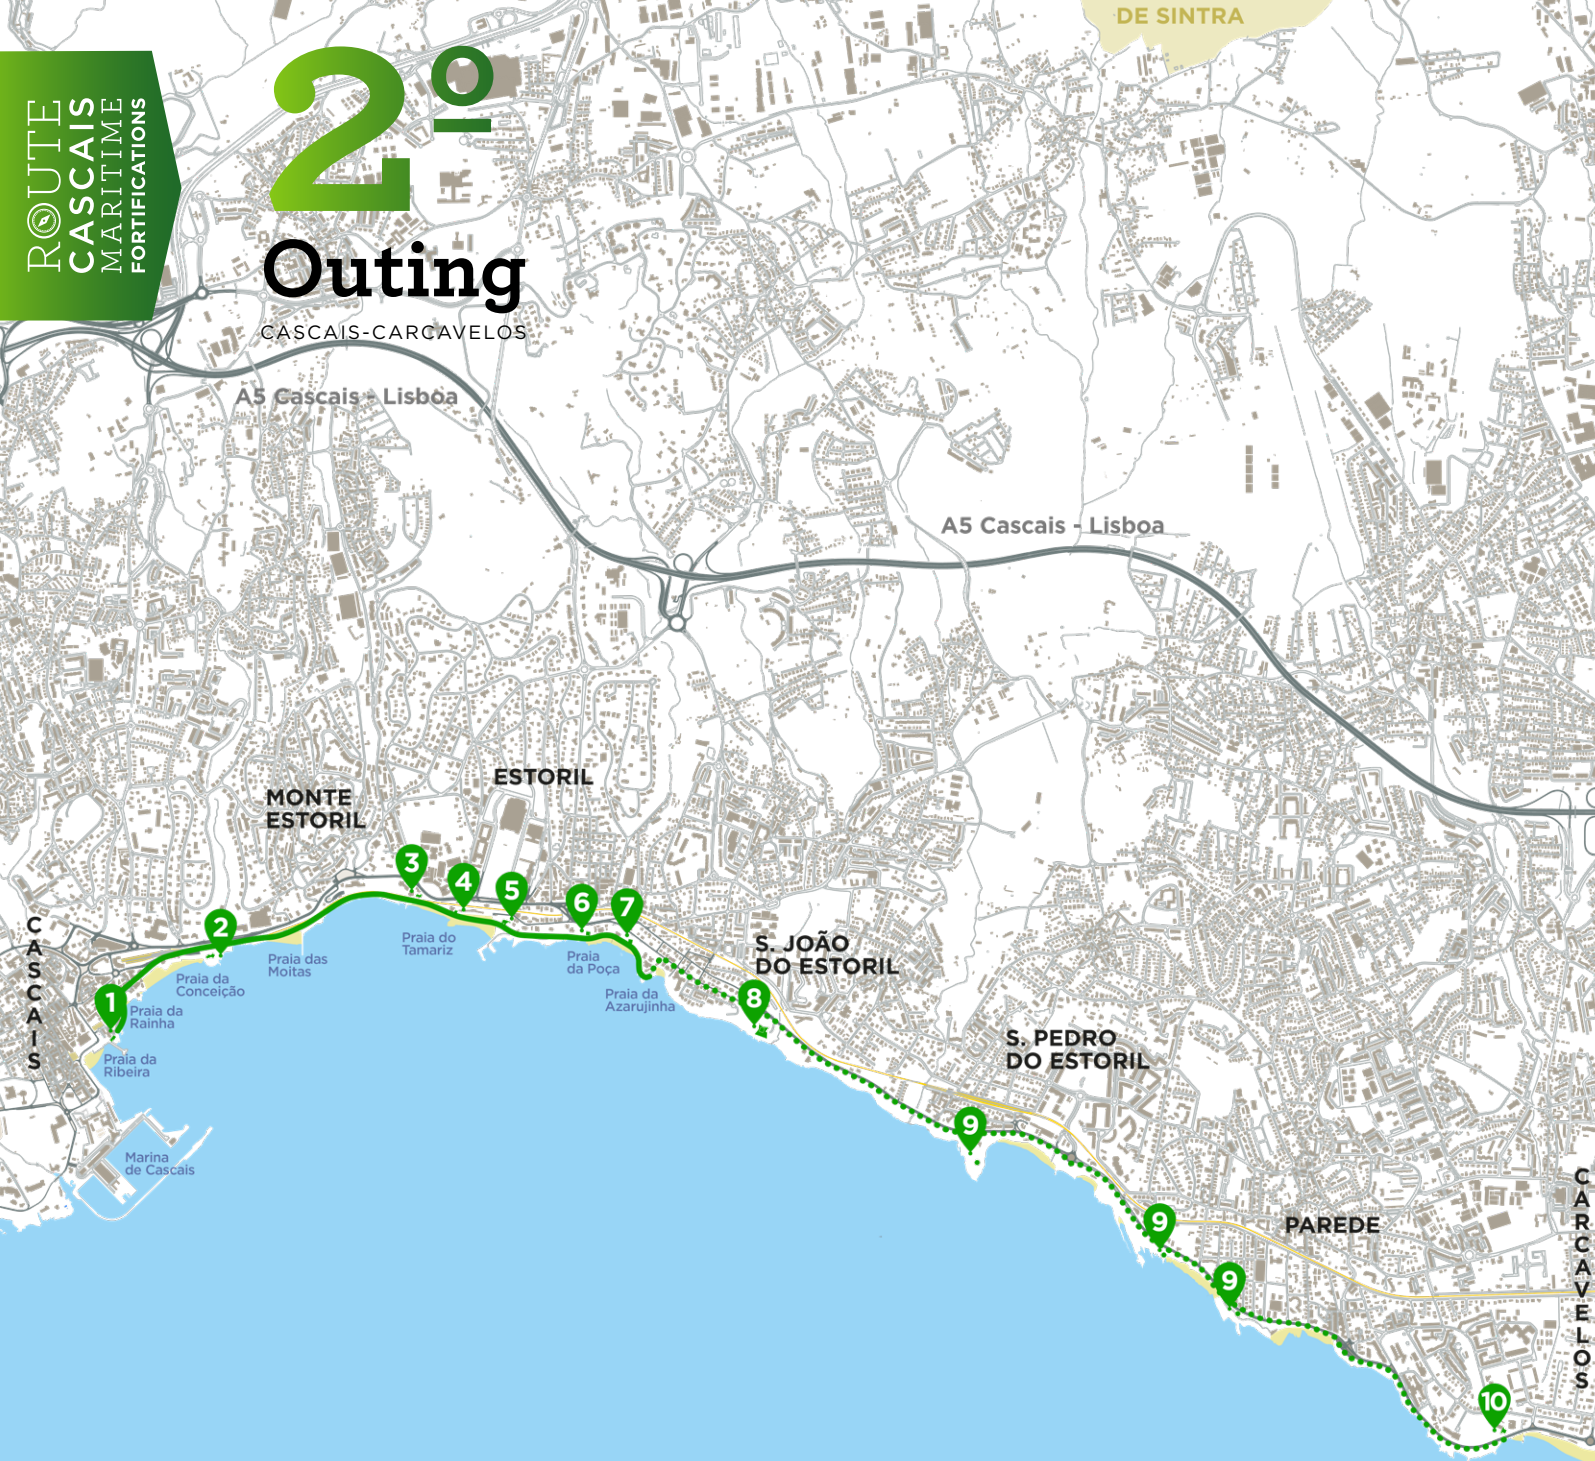 DE SINTRA
ROUTE
CASCAIS
MARITIME
FORTIFICATIONS
2º
Outing
CASCAIS-CARCAVELOS
A5 Cascais - Lisboa
A5 Cascais - Lisboa
ESTORIL
MONTE
ESTORIL
3
4
5
6
7
2
CASCAIS
Praia do
Tamariz
Praia das
Moitas
Praia
da Poça
S. JOÃO
DO ESTORIL
Praia da
Conceição
Praia da
Azarujinha
1
8
Praia da
Rainha
Praia da
Ribeira
S. PEDRO
DO ESTORIL
9
Marina
de Cascais
9
PAREDE
CARCAVELOS
9
10